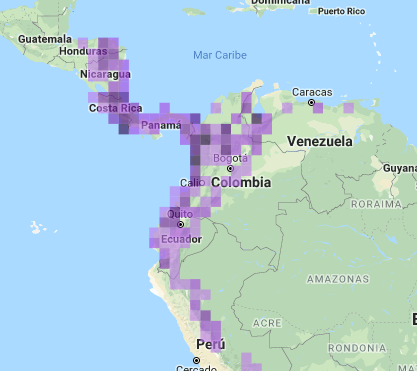 Dominicana
Puerto Rico
Guatemala
Honduras
Mar Caribe
Nicaragua
Caracas
Costa Rica
Panamá
Venezuela
Guyana
Bogotá
Cali
Colombia
RORAIMA
Quito
Ecuador
AMAZONAS
ACRE
Perú
RONDÔNIA
Cercado